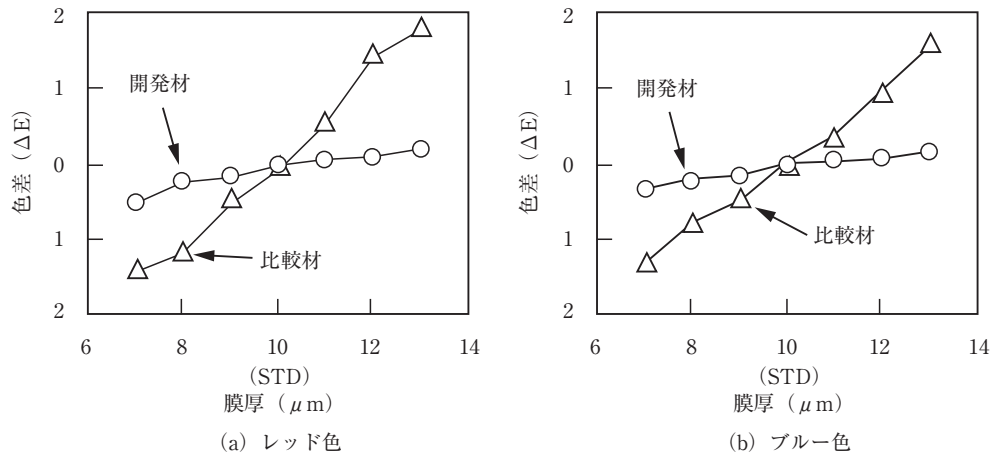 2
1
0
1
2
色差（ΔE）
開発材
比較材
6 8 10 12 14
（STD）
膜厚（μm）
（a）レッド色
2
1
0
1
2
色差（ΔE）
開発材
比較材
6 8 10 12 14
（STD）
膜厚（μm）
（b）ブルー色